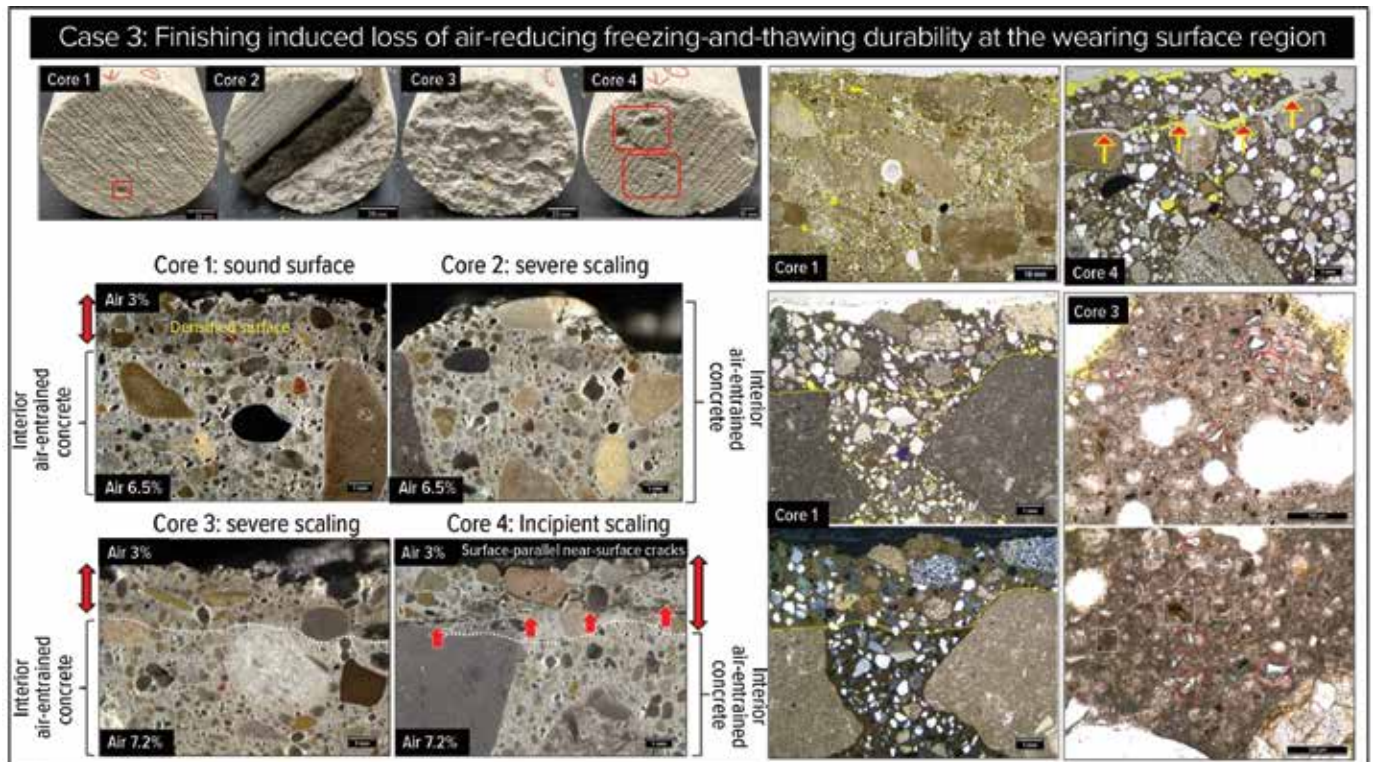 Case 3: Finishing induced loss of air-reducing freezing-and-thawing durability at the wearing surface region
Core 1
Core 2
Core 3
Core 4
Core 1
Core 4
Core 1: sound surface
Core 2: severe scaling
Air 3%
Densified surface
Interior
air-entrained
concrete
Air 6.5%
Air 6.5%
Interior
air-entrained
concrete
Core 3: severe scaling
Core 4: Incipient scaling
Air 3%
Air 3%
Surface-parallel near-surface cracks
Interior
air-entrained
concrete
Air 7.2%
Air 7.2%
Interior
air-entrained
concrete
Core 1
Core 3